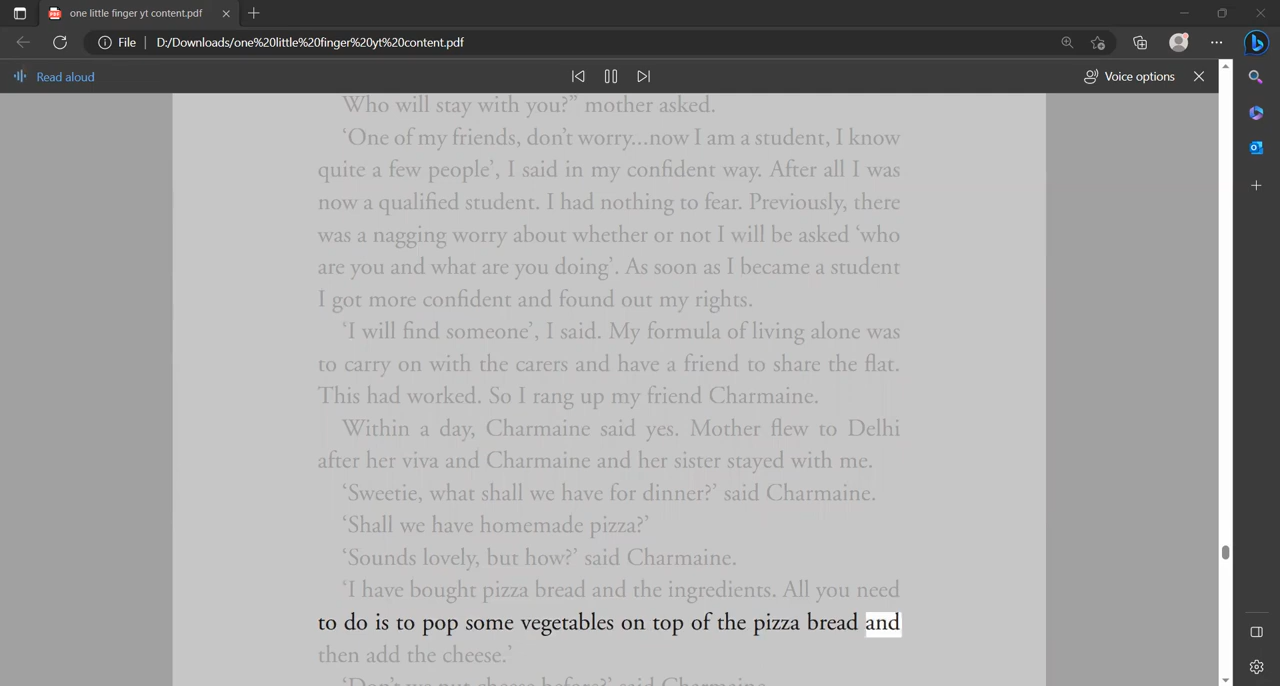 one little finger yt content.pdf
File D:/Downloads/one%20little%20finger%20yt%20content.pdf
Read aloud
Voice options
Who will stay with you?” mother asked.
‘One of my friends, don’t worry...now I am a student, I know
quite a few people’, I said in my confident way. After all I was
now a qualified student. I had nothing to fear. Previously, there
was a nagging worry about whether or not I will be asked ‘who
are you and what are you doing’. As soon as I became a student
I got more confident and found out my rights.
‘I will find someone’, I said. My formula of living alone was
to carry on with the carers and have a friend to share the flat.
This had worked. So I rang up my friend Charmaine.
Within a day, Charmaine said yes. Mother flew to Delhi
after her viva and Charmaine and her sister stayed with me.
‘Sweetie, what shall we have for dinner?’ said Charmaine.
‘Shall we have homemade pizza?’
‘Sounds lovely, but how?’ said Charmaine.
‘I have bought pizza bread and the ingredients. All you need
to do is to pop some vegetables on top of the pizza bread and
then add the cheese.’
‘Don’t we put cheese before?’ said Charmaine.